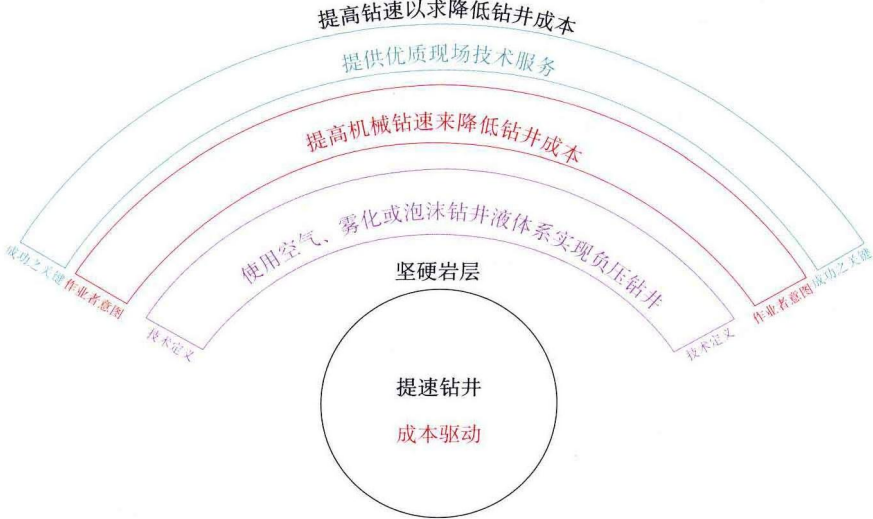 提高钻速以求降低钻井成本
提供优质现场技术服务
提高机械钻速来降低钻井成本
使用空气、雾化或泡沫钻井液体系实现负压钻井
成功之关键
作业者意图
技术定义
技术定义
作业者意图
成功之关键
坚硬岩层
提速钻井
成本驱动